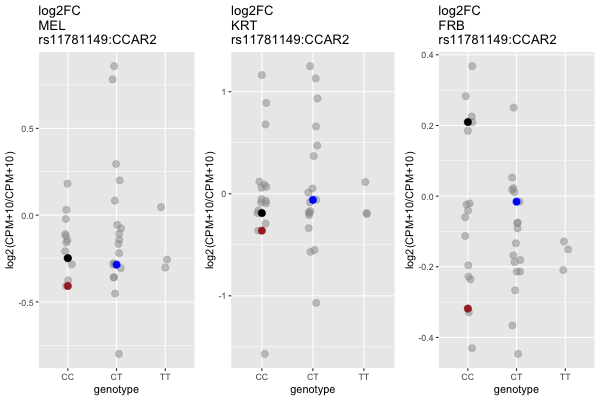 log2FC
MEL
rs11781149:CCAR2
log2(CPM+10/CPM+10)
0.5
0.0
-0.5
CC CT TT
genotype
log2FC
KRT
rs11781149:CCAR2
log2(CPM+10/CPM+10)
1
0
-1
CC CT TT
genotype
log2FC
FRB
rs11781149:CCAR2
log2(CPM+10/CPM+10)
0.4
0.2
0.0
-0.2
-0.4
CC CT TT
genotype